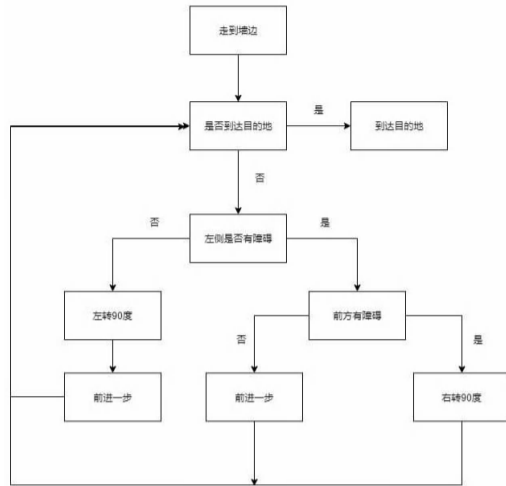 走到墙边
是否到达目的地
是
到达目的地
否
左侧是否有障碍
否
是
左转90度
前方有障碍
否
是
前进一步
前进一步
右转90度